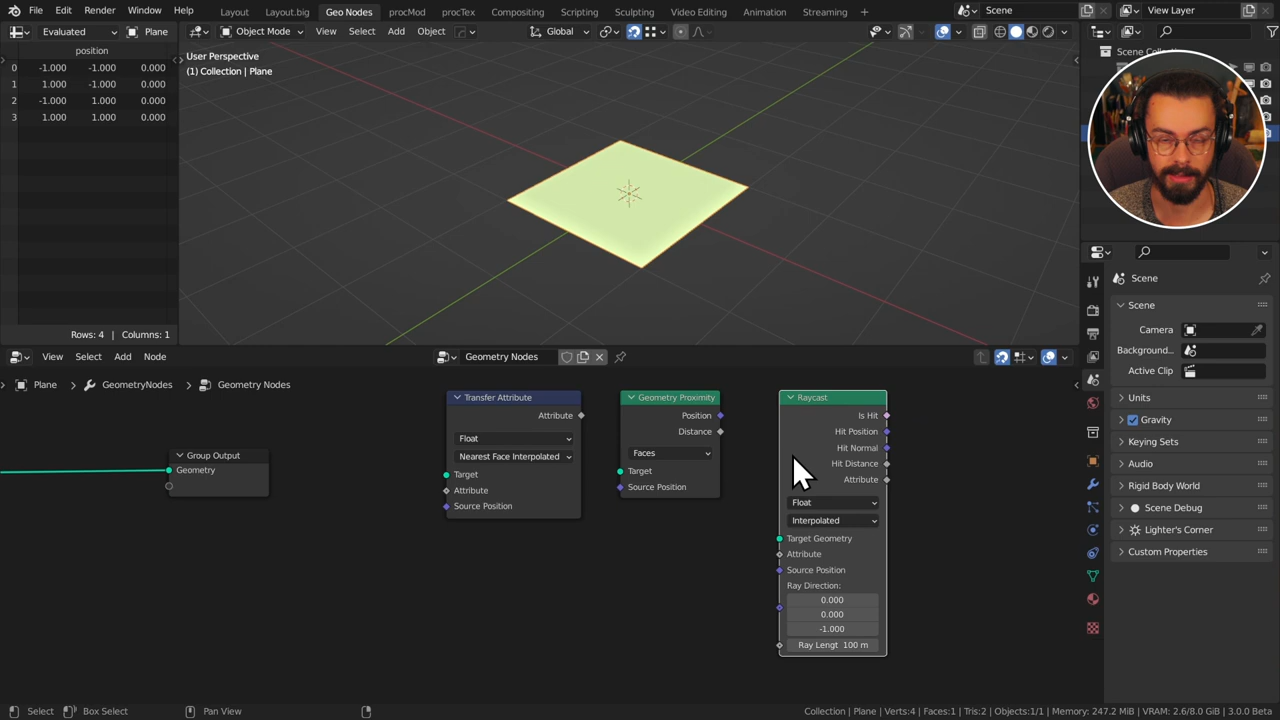 File Edit Render Window Help
Layout Layout.big Geo Nodes procMod procTex Compositing Scripting Sculpting Video Editing Animation Streaming
Scene View Layer
Evaluated Plane
Object Mode View Select Add Object Global
position
0 -1.000 -1.000 0.000
1 1.000 -1.000 0.000
2 -1.000 1.000 0.000
3 1.000 1.000 0.000
Rows: 4 | Columns: 1
User Perspective
(1) Collection | Plane
Scene
Scene
Camera
Background...
Active Clip
Units
Gravity
Keying Sets
Audio
Rigid Body World
Scene Debug
Lighter's Corner
Custom Properties
View Select Add Node Geometry Nodes
Plane GeometryNodes Geometry Nodes
Group Output
Geometry
Transfer Attribute
Attribute
Float
Nearest Face Interpolated
Target
Attribute
Source Position
Geometry Proximity
Position
Distance
Faces
Target
Source Position
Raycast
Is Hit
Hit Position
Hit Normal
Hit Distance
Attribute
Float
Interpolated
Target Geometry
Attribute
Source Position
Ray Direction:
0.000
0.000
-1.000
Ray Lengt 100 m
Select Box Select Pan View Collection | Plane | Verts:4 | Faces:1 | Tris:2 | Objects:1/1 | Memory: 247.2 MiB | VRAM: 2.6/8.0 GiB | 3.0.0 Beta